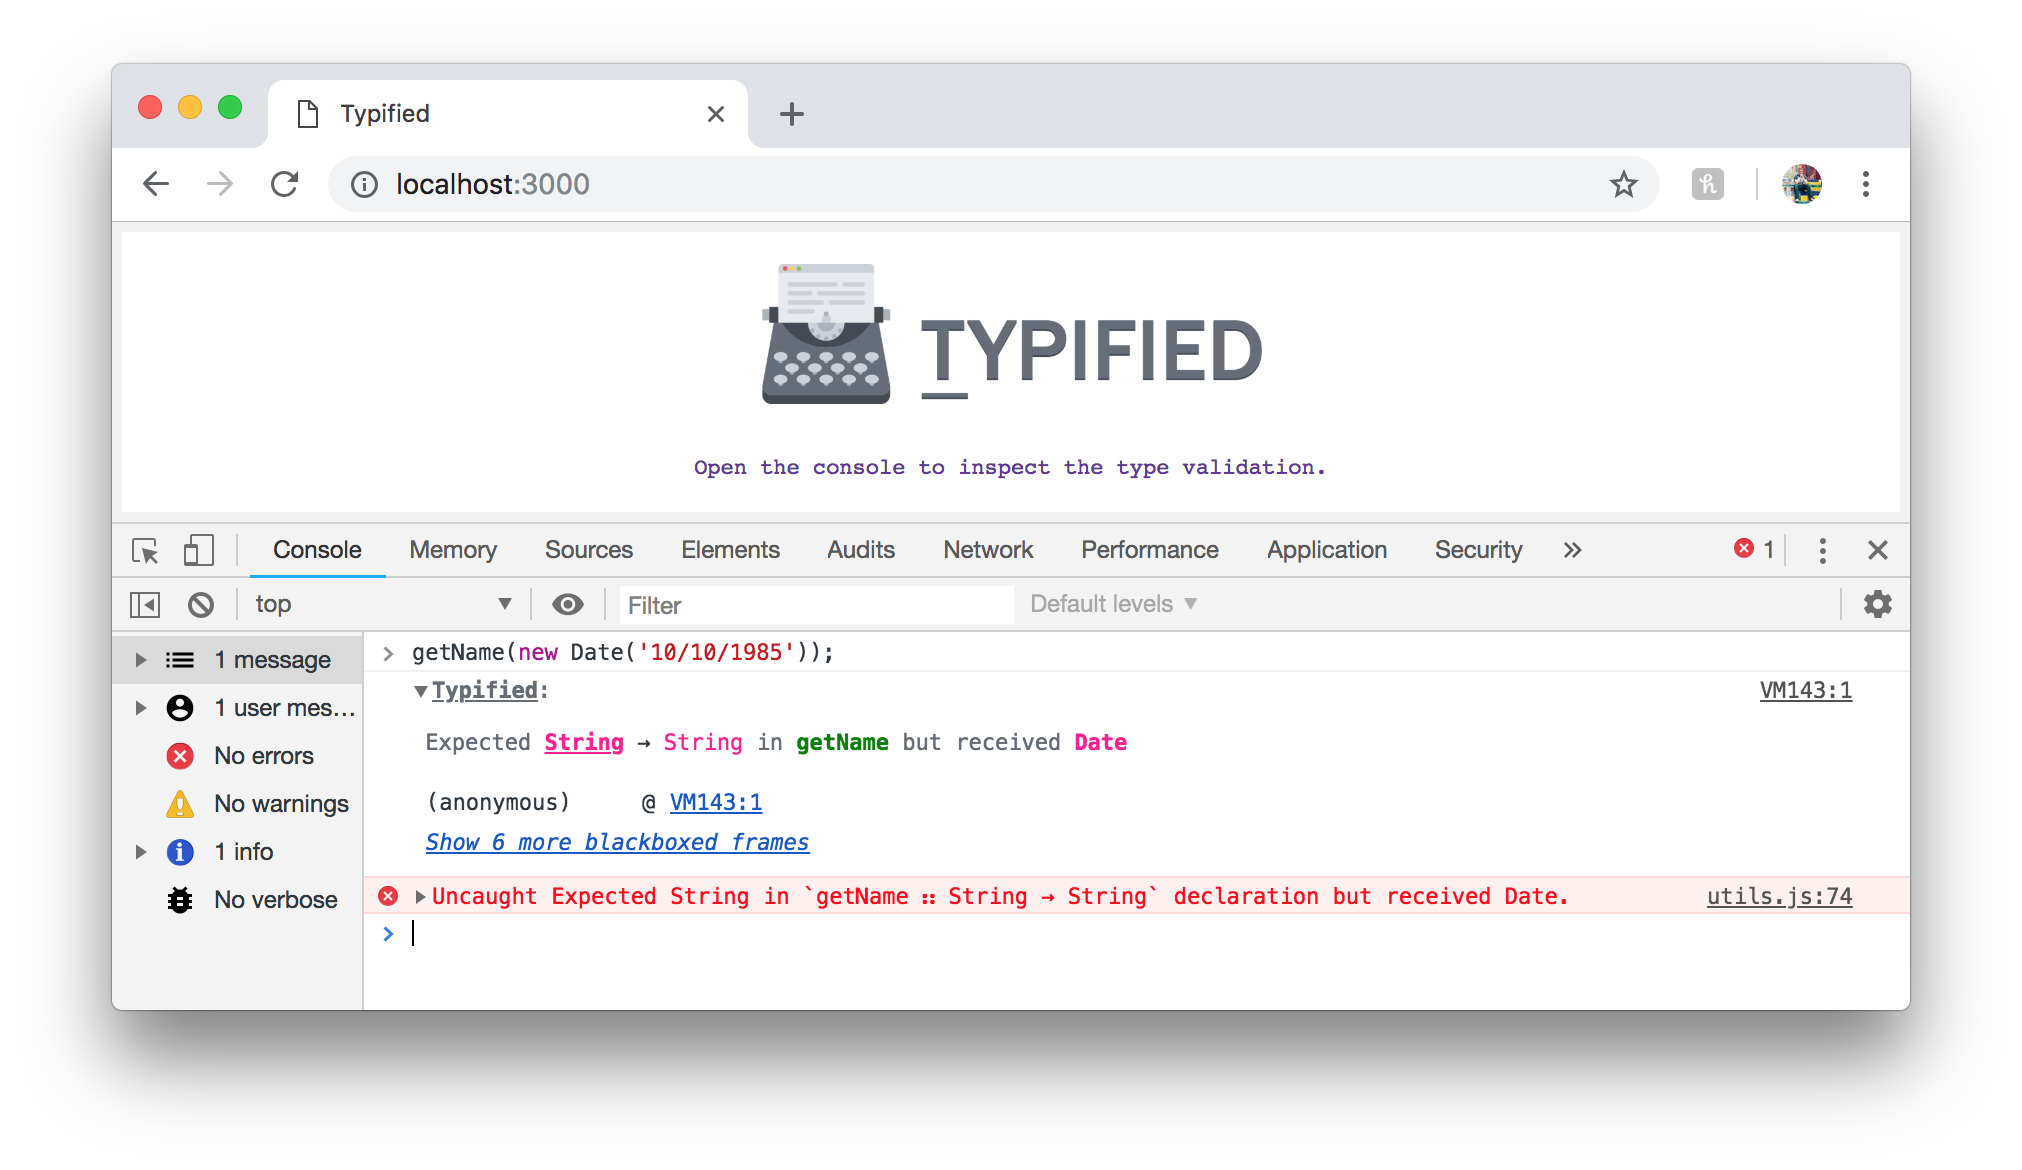 Typified
localhost:3000
TYPIFIED
Open the console to inspect the type validation.
Console Memory Sources Elements Audits Network Performance Application Security » 1
top Filter Default levels
1 message
1 user mes…
No errors
No warnings
1 info
No verbose
> getName(new Date('10/10/1985'));
Typified: VM143:1
Expected String → String in getName but received Date
(anonymous) @ VM143:1
Show 6 more blackboxed frames
Uncaught Expected String in `getName ∷ String → String` declaration but received Date. utils.js:74
>